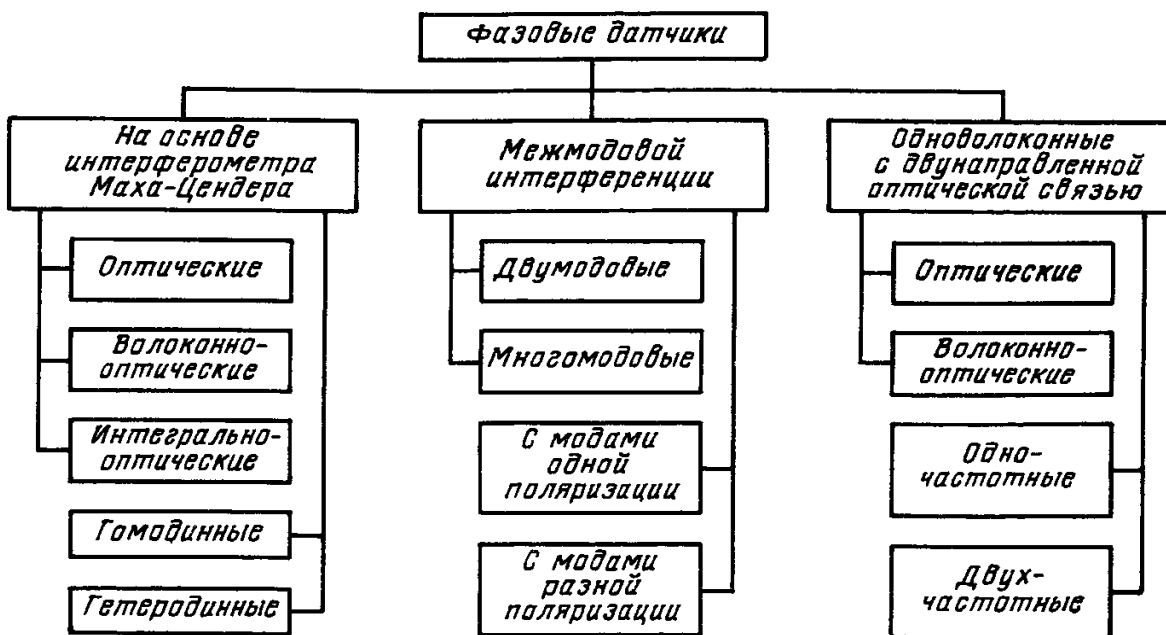 Фазовые датчики
На основе
интерферометра
Маха-Цендера
Оптические
Волоконно-
оптические
Интегрально-
оптические
Гомодинные
Гетеродинные
Межмодовой
интерференции
Двумодовые
Многомодовые
С модами
одной
поляризации
С модами
разной
поляризации
Одноволоконные
с двунаправленной
оптической связью
Оптические
Волоконно-
оптические
Одно-
частотные
Двух-
частотные